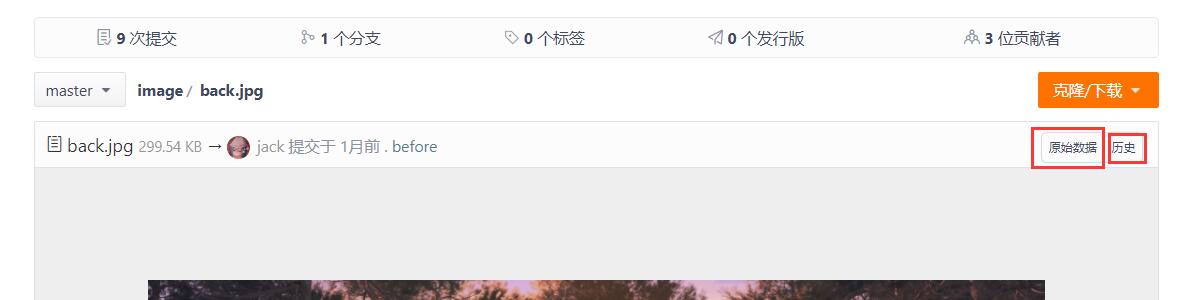 9 次提交 1 个分支 0 个标签 0 个发行版 3 位贡献者
master image / back.jpg 克隆/下载
back.jpg 299.54 KB → jack 提交于 1月前 . before 原始数据 历史